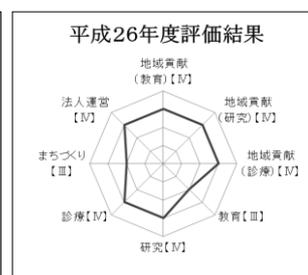 平成26年度評価結果
地域貢献
(教育)【Ⅳ】
法人運営
【Ⅳ】
地域貢献
(研究)【Ⅳ】
まちづくり
【Ⅲ】
地域貢献
(診療)【Ⅳ】
診療【Ⅳ】
教育【Ⅲ】
研究【Ⅳ】